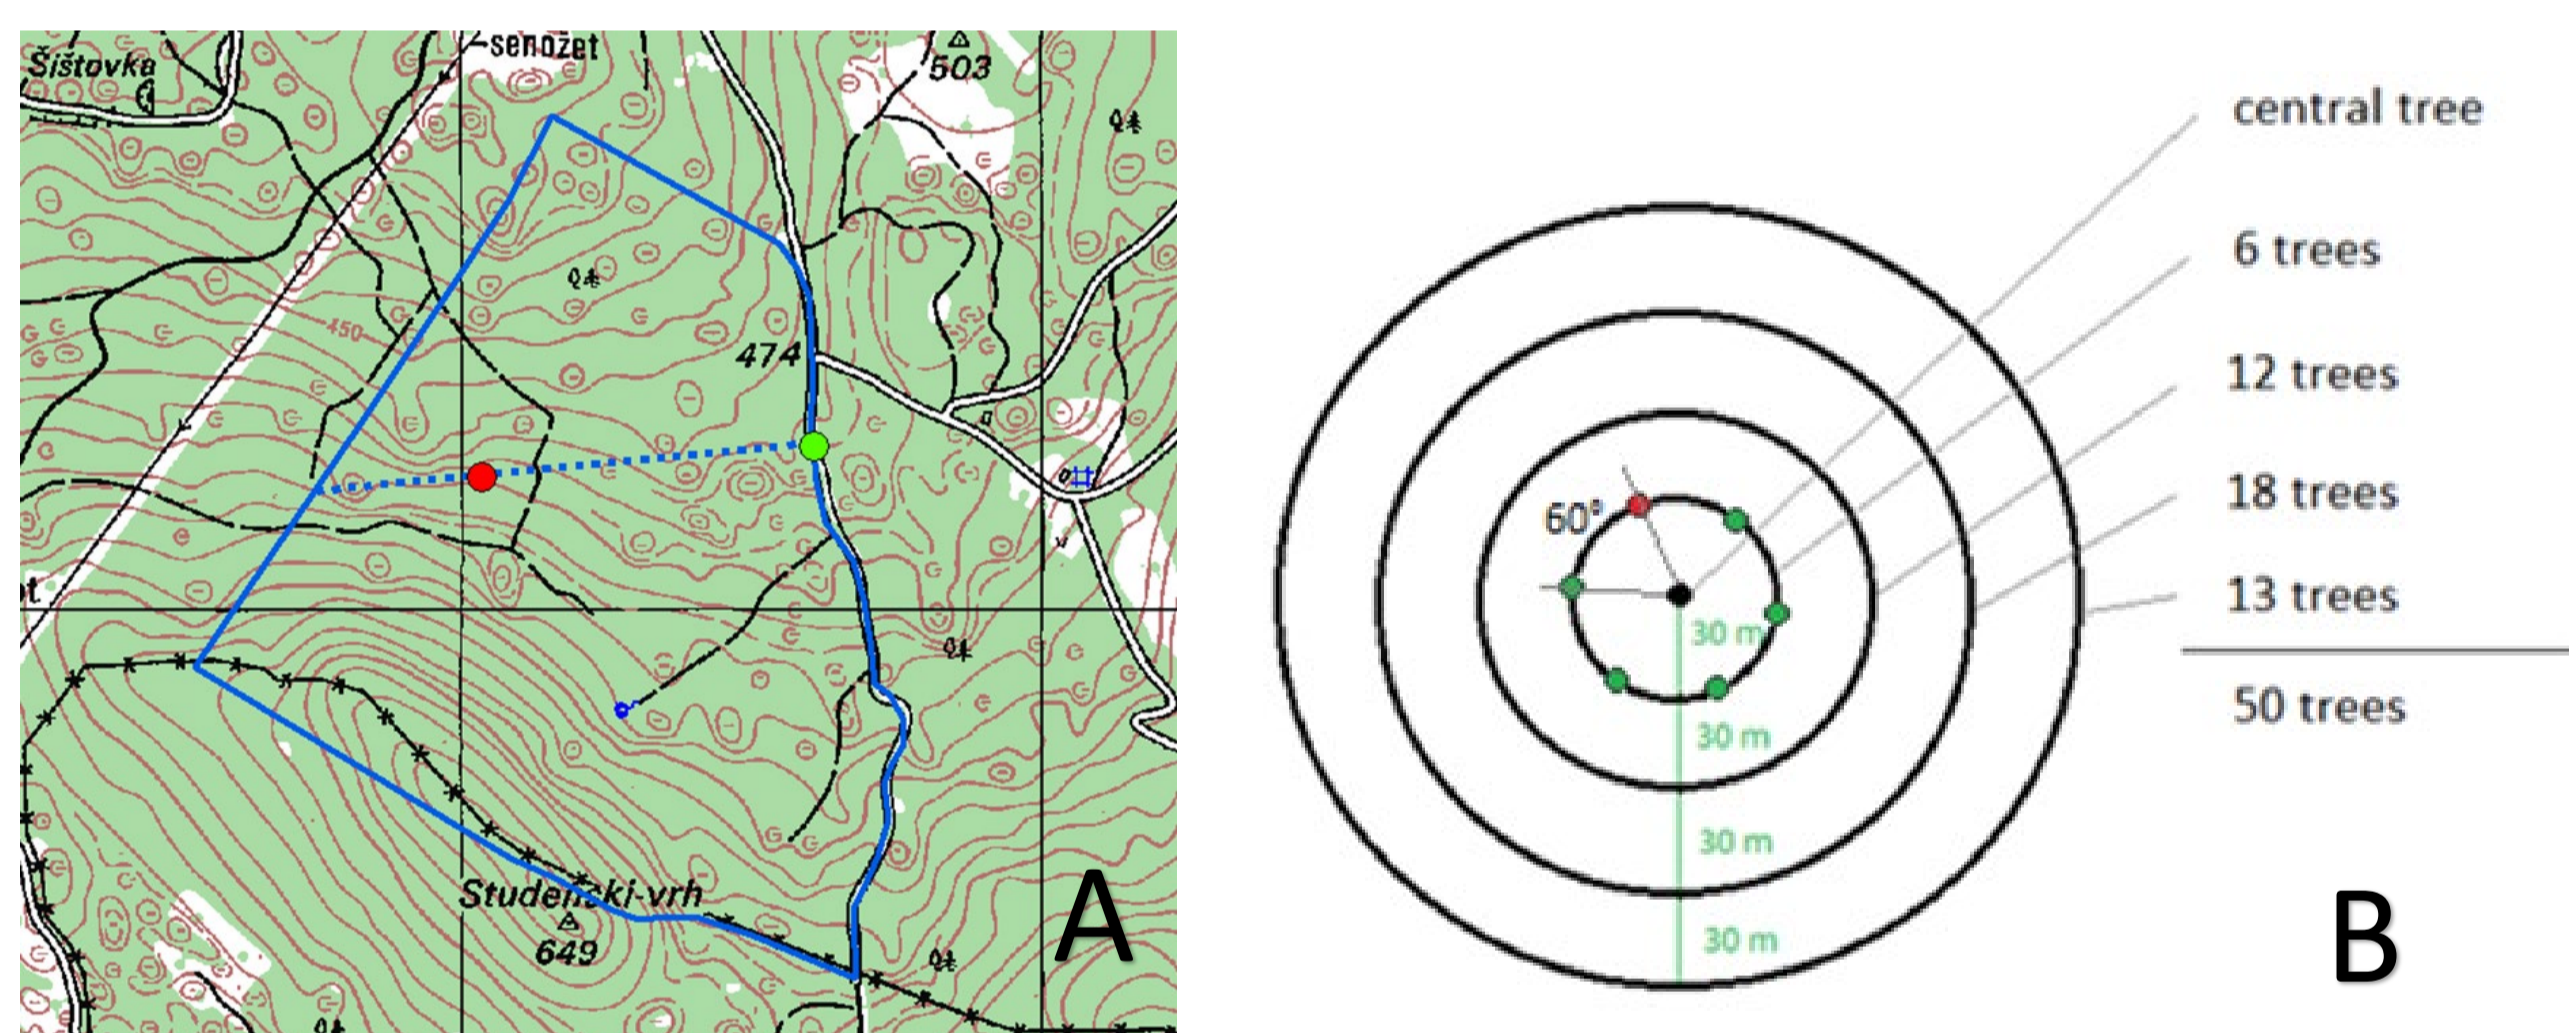 senožet
Šištovka
503
450
474
t
Studenski-vrh
649
A
central tree
6 trees
12 trees
18 trees
13 trees
50 trees
60°
30 m
30 m
30 m
30 m
B